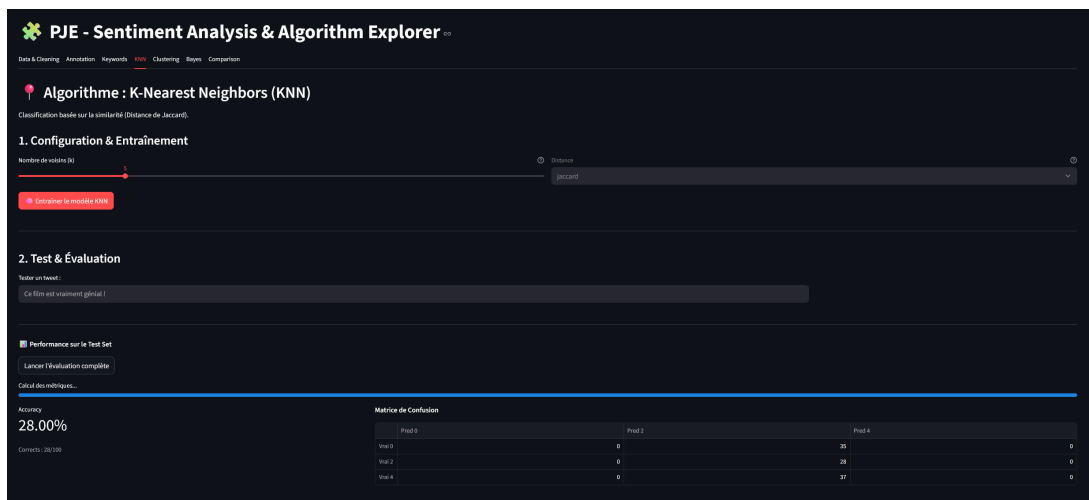 PJE - Sentiment Analysis & Algorithm Explorer
Data & Cleaning Annotation Keywords KNN Clustering Bayes Comparison
Algorithme : K-Nearest Neighbors (KNN)
Classification basée sur la similarité (Distance de Jaccard).
1. Configuration & Entraînement
Nombre de voisins (k) Distance
5
jaccard
Entraîner le modèle KNN
2. Test & Évaluation
Tester un tweet :
Ce film est vraiment génial !
Performance sur le Test Set
Lancer l'évaluation complète
Calcul des métriques...
Accuracy
28.00%
Corrects : 28/100
Matrice de Confusion
Pred 0 Pred 2 Pred 4
Vrai 0 0 35 0
Vrai 2 0 28 0
Vrai 4 0 37 0